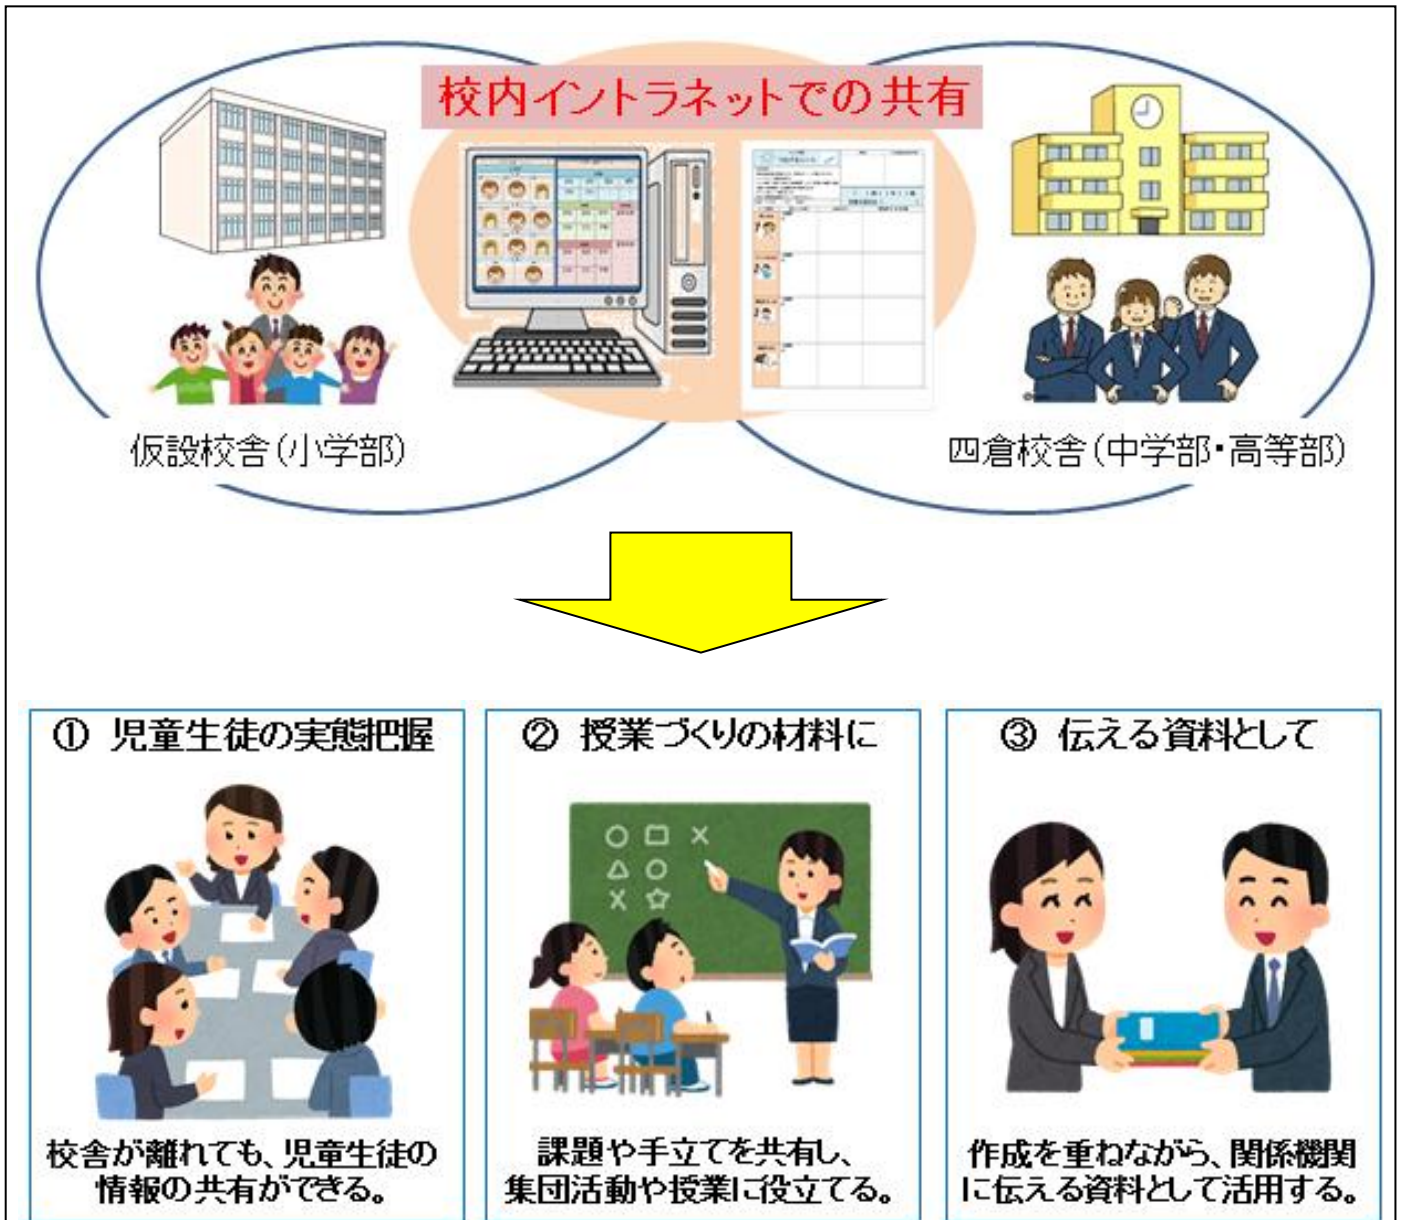 校内イントラネットでの共有
仮設校舎(小学部)
四倉校舎(中学部・高等部)
① 児童生徒の実態把握
校舎が離れても、児童生徒の
情報の共有ができる。
② 授業づくりの材料に
課題や手立てを共有し、
集団活動や授業に役立てる。
③ 伝える資料として
作成を重ねながら、関係機関
に伝える資料として活用する。